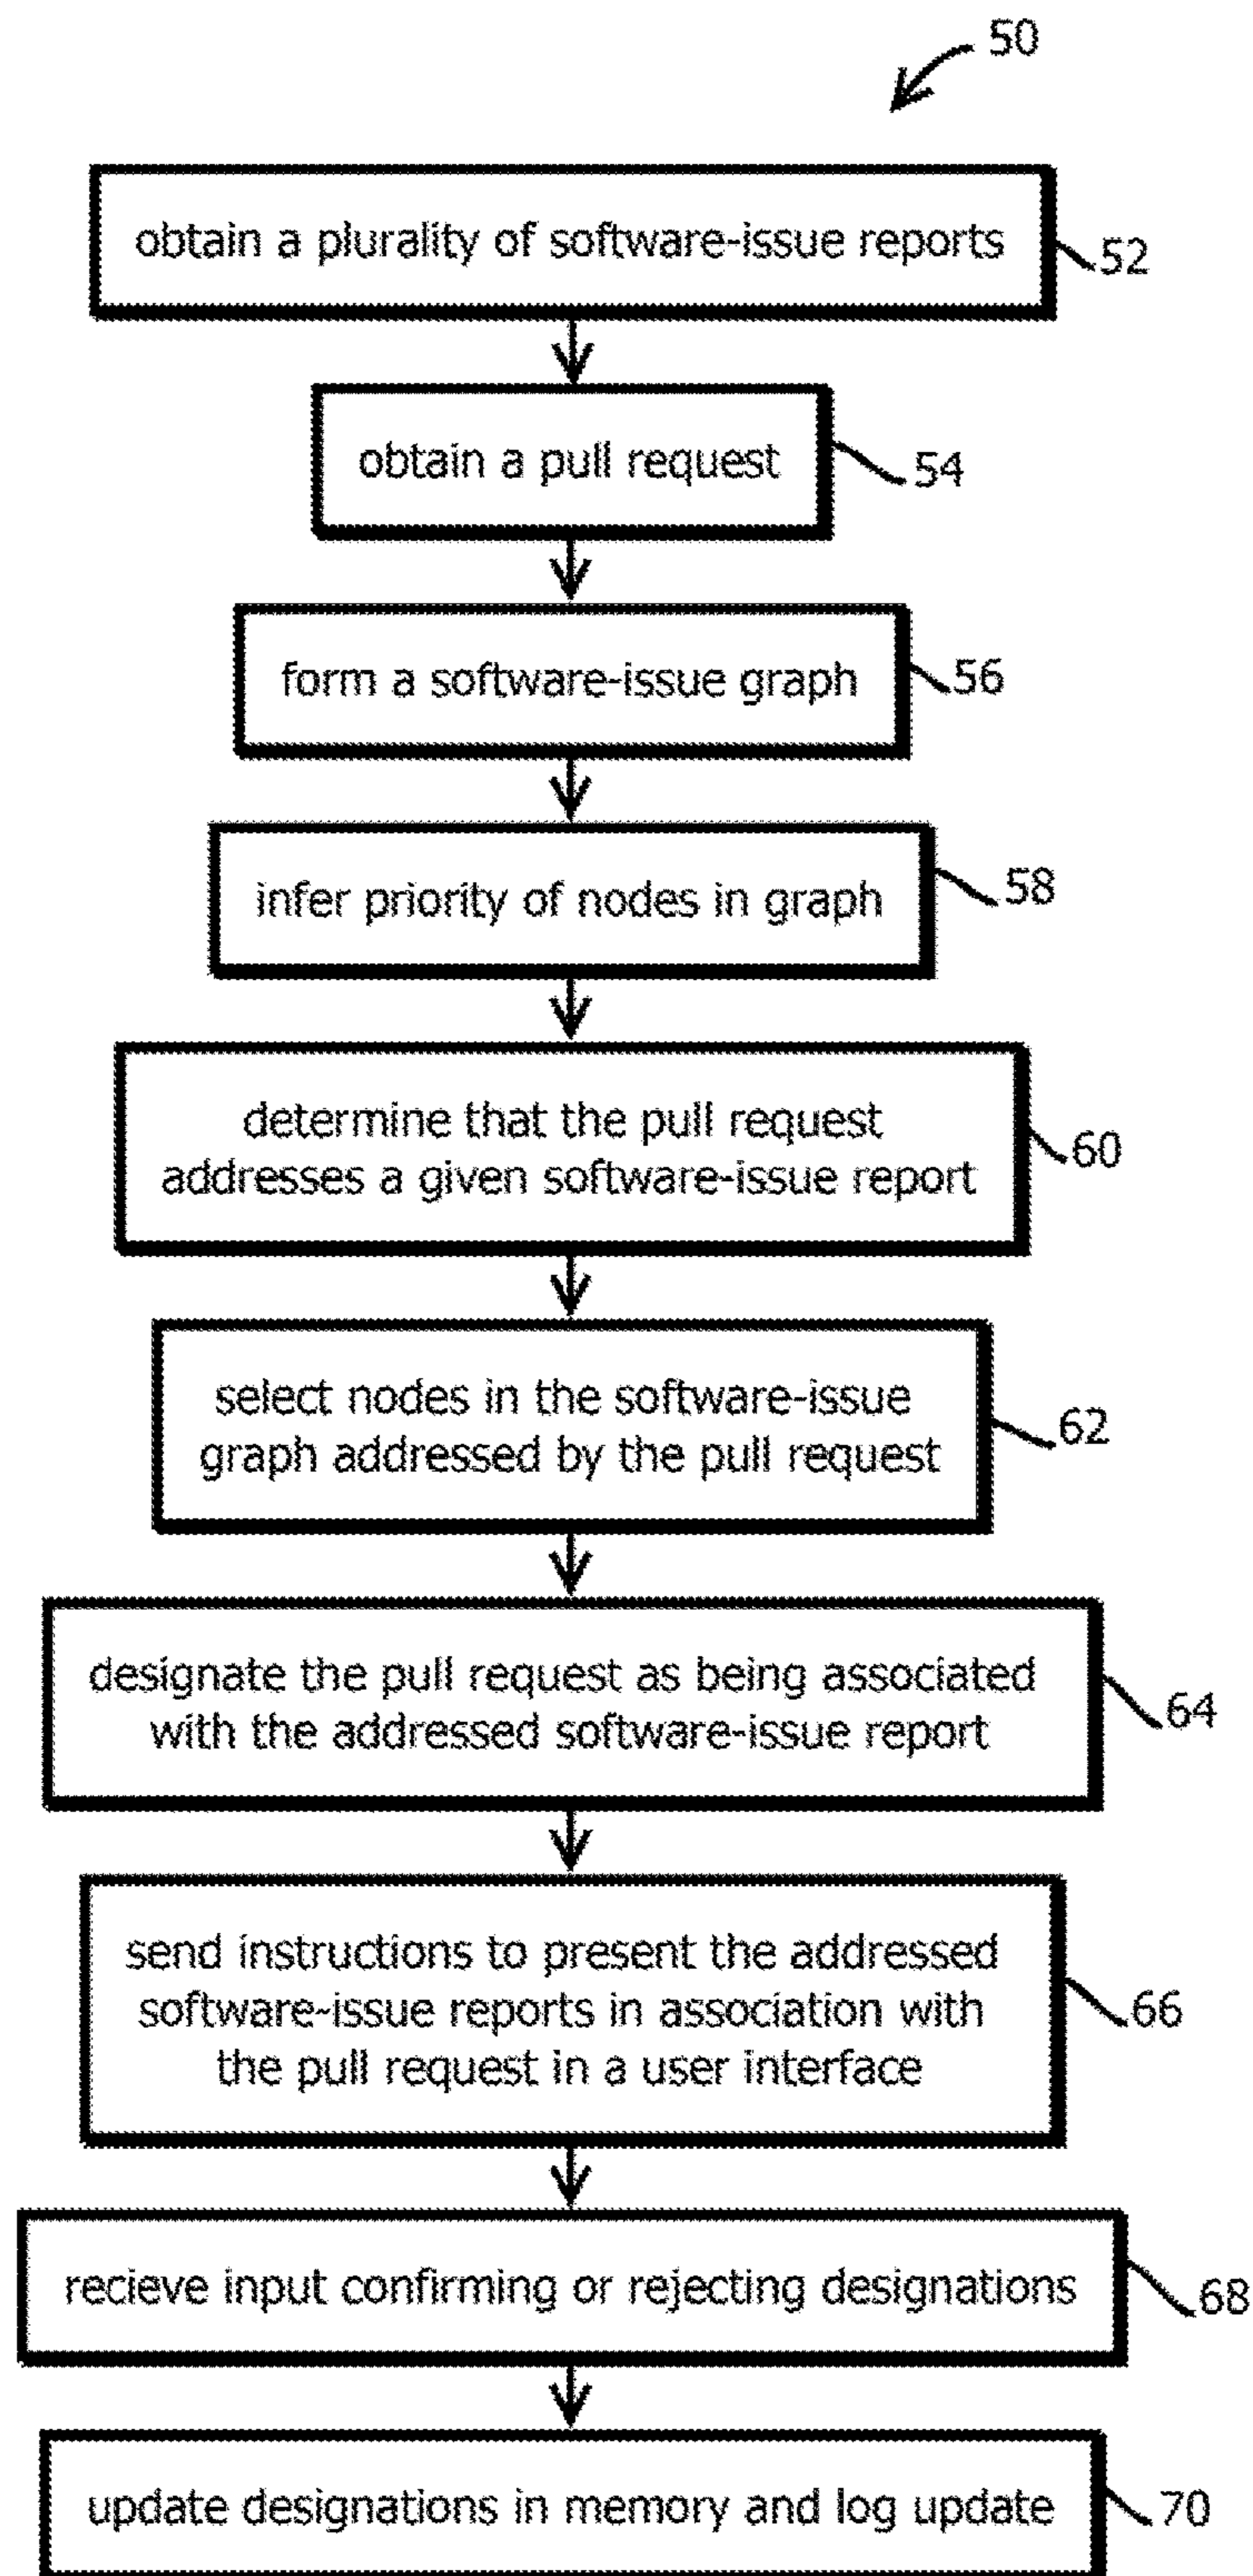 50
obtain a plurality of software-issue reports
52
obtain a pull request
54
form a software-issue graph
56
infer priority of nodes in graph
58
determine that the pull request
addresses a given software-issue report
60
select nodes in the software-issue
graph addressed by the pull request
62
designate the pull request as being associated
with the addressed software-issue report
64
send instructions to present the addressed
software-issue reports in association with
the pull request in a user interface
66
recieve input confirming or rejecting designations
68
update designations in memory and log update
70